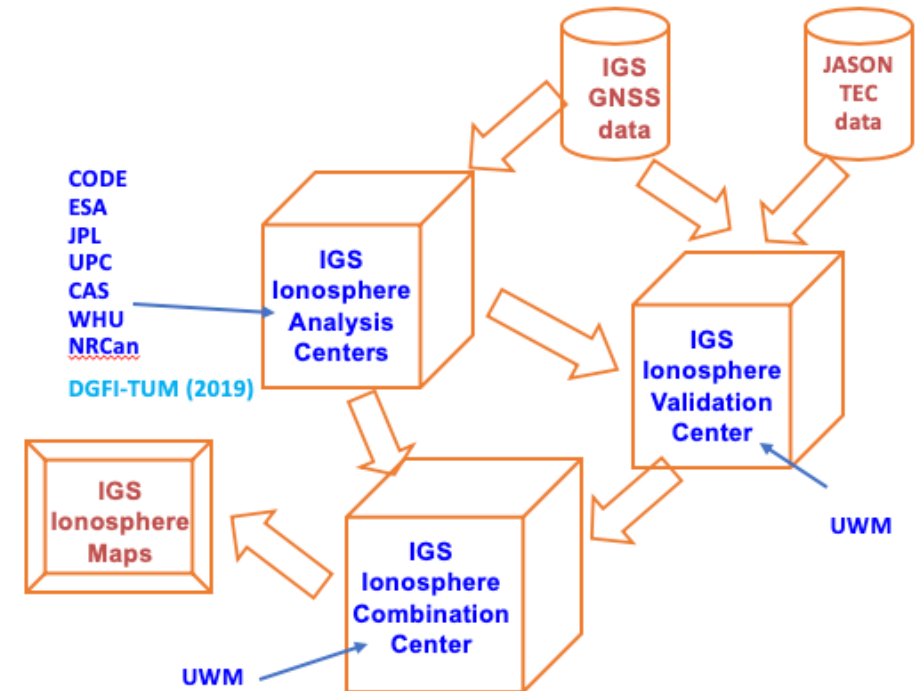 IGS
GNSS
data
JASON
TEC
data
CODE
ESA
JPL
UPC
CAS
WHU
NRCan
DGFI-TUM (2019)
IGS
Ionosphere
Analysis
Centers
IGS
Ionosphere
Validation
Center
UWM
IGS
Ionosphere
Maps
IGS
Ionosphere
Combination
Center
UWM